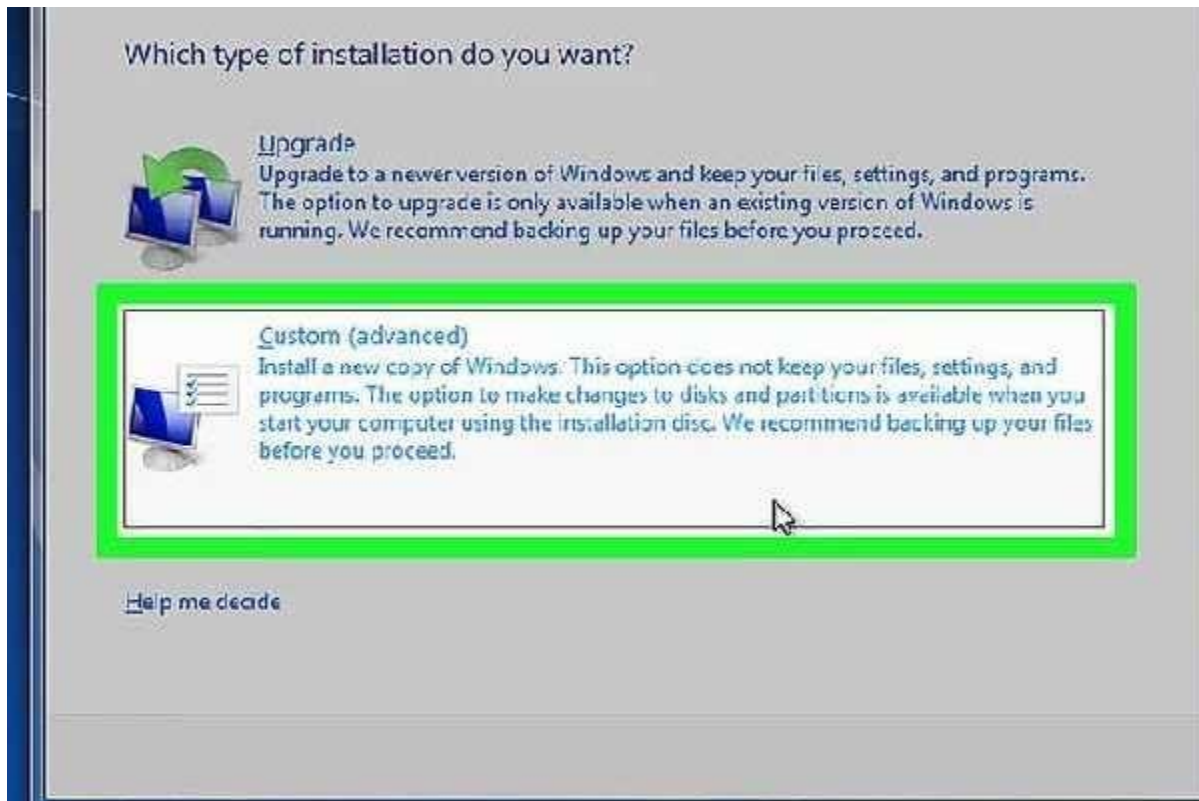 Which type of installation do you want?
Upgrade
Upgrade to a newer version of Windows and keep your files, settings, and programs.
The option to upgrade is only available when an existing version of Windows is
running. We recommend backing up your files before you proceed.
Custom (advanced)
Install a new copy of Windows. This option does not keep your files, settings, and
programs. The option to make changes to disks and partitions is available when you
start your computer using the installation disc. We recommend backing up your files
before you proceed.
Help me decide